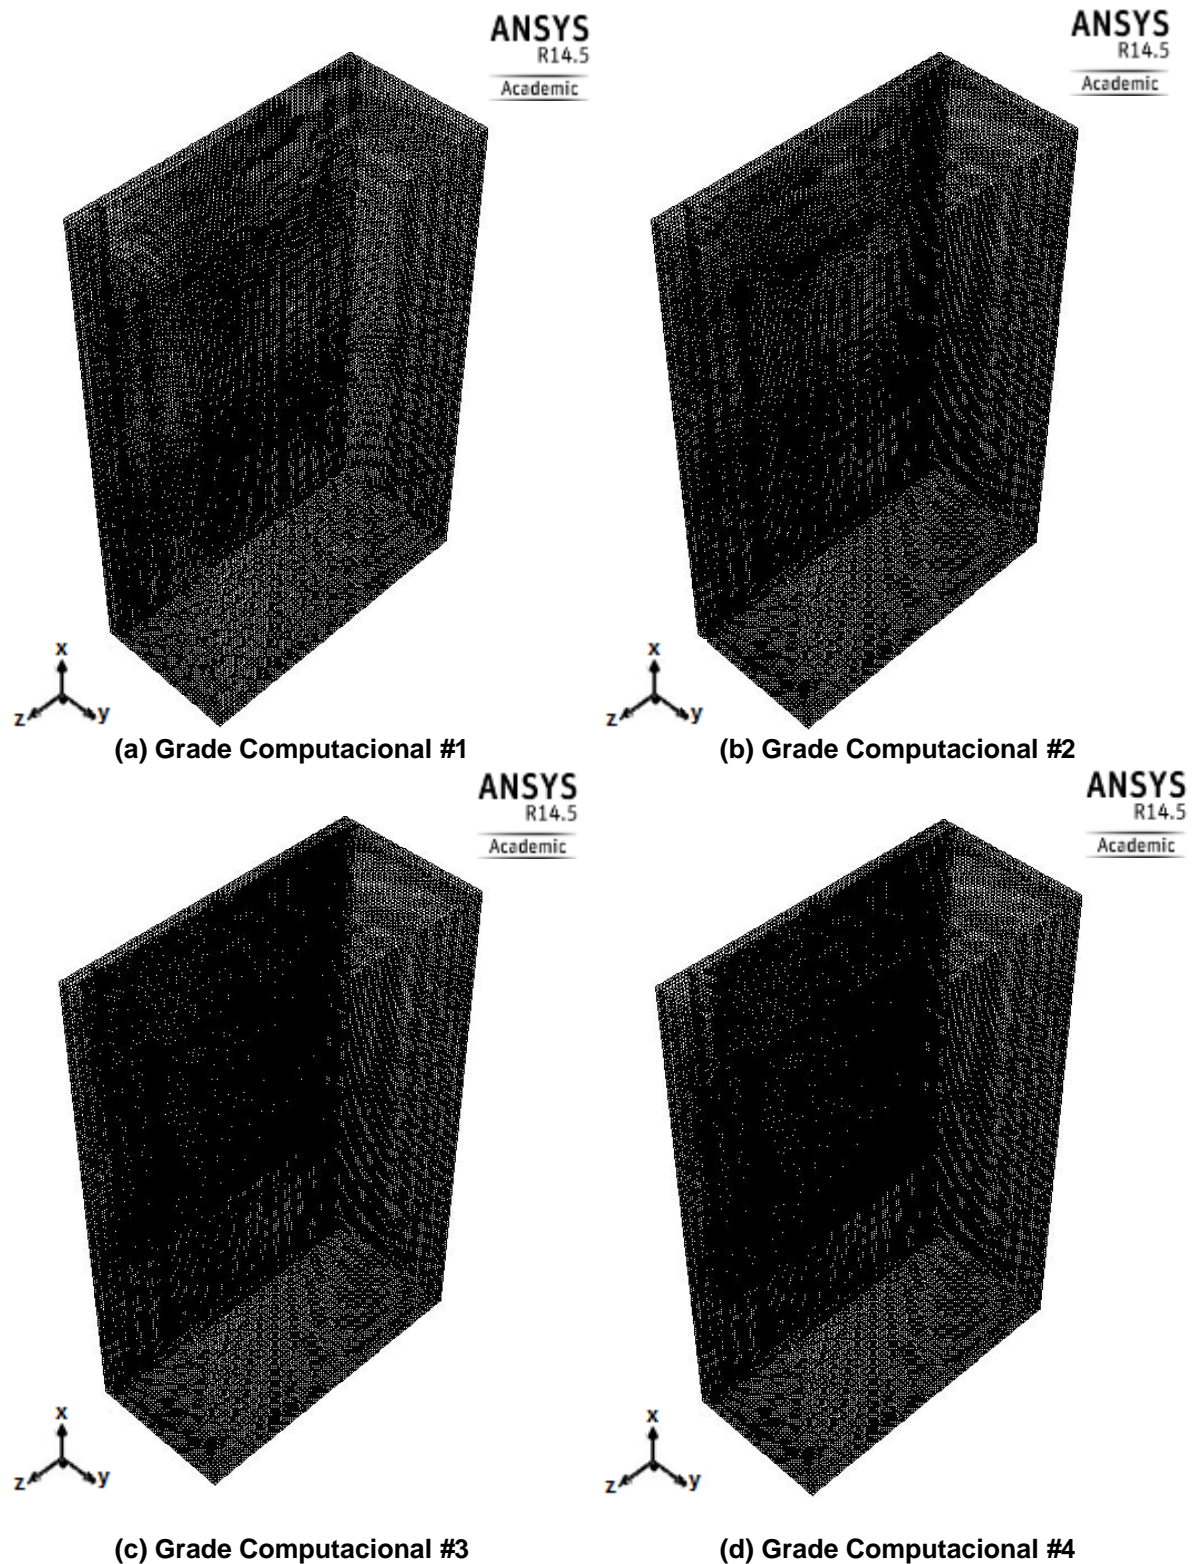 ANSYS
R14.5
Academic
ANSYS
R14.5
Academic
x
z
y
x
z
y
(a) Grade Computacional #1
(b) Grade Computacional #2
ANSYS
R14.5
Academic
ANSYS
R14.5
Academic
x
z
y
x
z
y
(c) Grade Computacional #3
(d) Grade Computacional #4